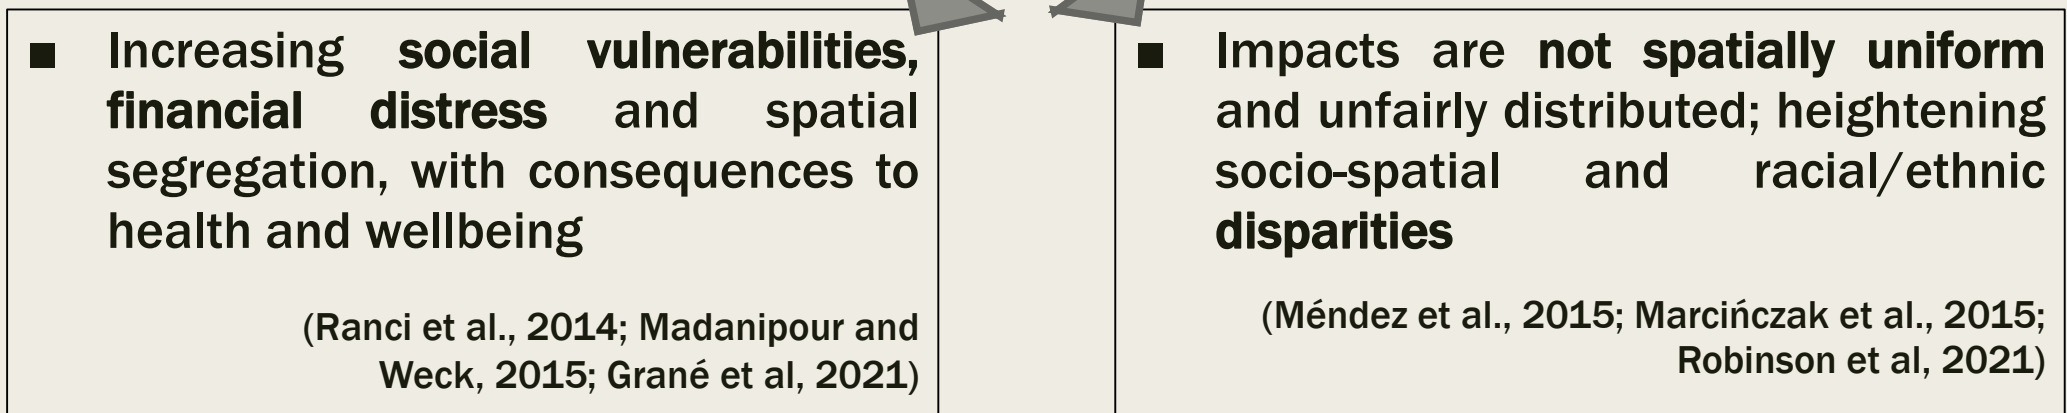 ■ Increasing social vulnerabilities,
financial distress and spatial
segregation, with consequences to
health and wellbeing
(Ranci et al., 2014; Madanipour and
Weck, 2015; Grané et al, 2021)
■ Impacts are not spatially uniform
and unfairly distributed; heightening
socio-spatial and racial/ethnic
disparities
(Méndez et al., 2015; Marcińczak et al., 2015;
Robinson et al, 2021)